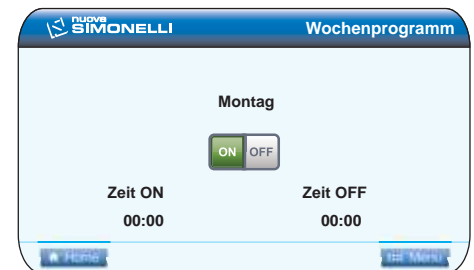 nuova
SIMONELLI
Wochenprogramm
Montag
ON OFF
Zeit ON Zeit OFF
00:00 00:00
Home Menu